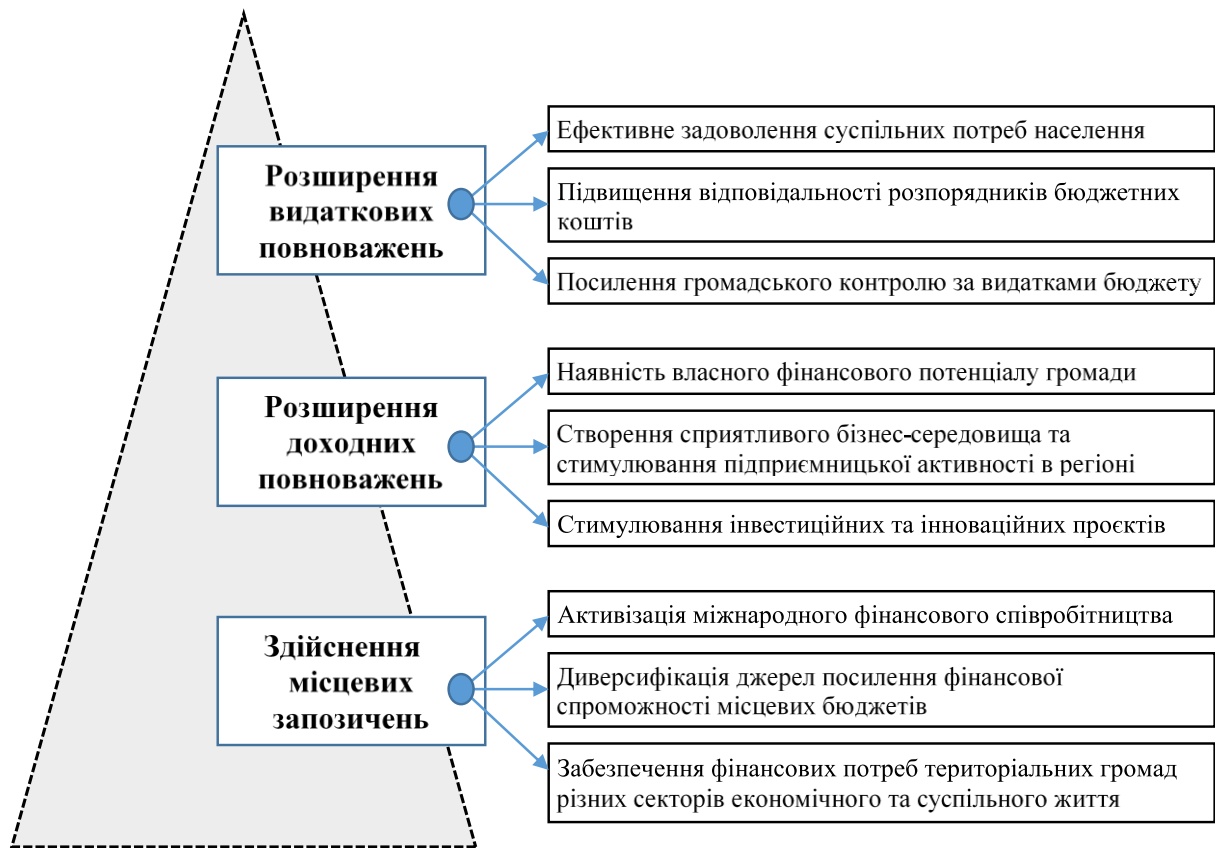 Розширення
видаткових
повноважень
Ефективне задоволення суспільних потреб населення
Підвищення відповідальності розпорядників бюджетних
коштів
Посилення громадського контролю за видатками бюджету
Розширення
доходних
повноважень
Наявність власного фінансового потенціалу громади
Створення сприятливого бізнес-середовища та
стимулювання підприємницької активності в регіоні
Стимулювання інвестиційних та інноваційних проєктів
Здійснення
місцевих
запозичень
Активізація міжнародного фінансового співробітництва
Диверсифікація джерел посилення фінансової
спроможності місцевих бюджетів
Забезпечення фінансових потреб територіальних громад
різних секторів економічного та суспільного життя